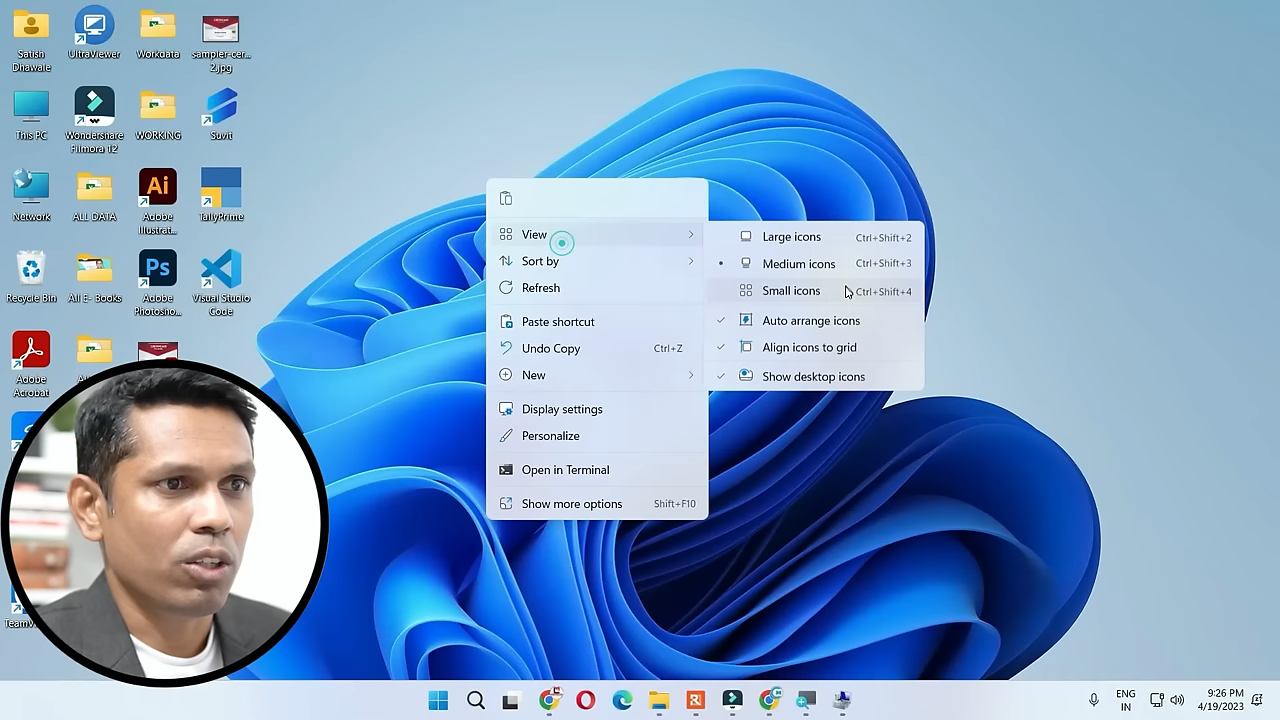 Satish
Dhawale
UltraViewer
Workdata
sampler-cer...
2.jpg
This PC
Wondershare
Filmora 12
WORKING
Suvit
Network
ALL DATA
Ai
Adobe
Illustrat...
TallyPrime
Recycle Bin
All E- Books
Ps
Adobe
Photosho...
Visual Studio
Code
Adobe
Acrobat
View
Sort by
Refresh
Paste shortcut
Undo Copy Ctrl+Z
New
Display settings
Personalize
Open in Terminal
Show more options Shift+F10
Large icons Ctrl+Shift+2
Medium icons Ctrl+Shift+3
Small icons Ctrl+Shift+4
Auto arrange icons
Align icons to grid
Show desktop icons
ENG
IN
9:26 PM
4/19/2023